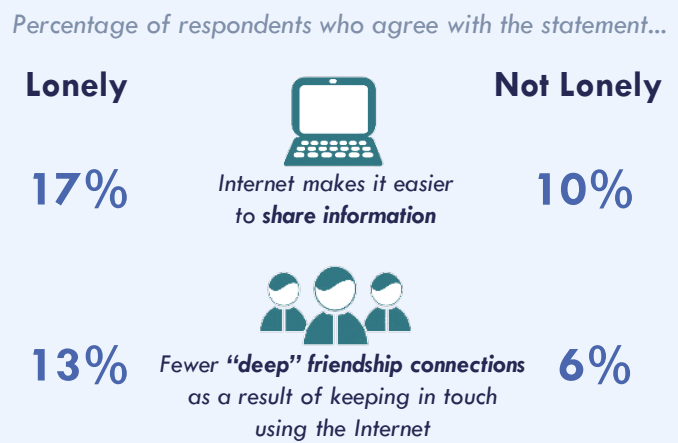 Percentage of respondents who agree with the statement...
Lonely
Not Lonely
17%
Internet makes it easier
to share information
10%
13%
Fewer “deep” friendship connections
as a result of keeping in touch
using the Internet
6%